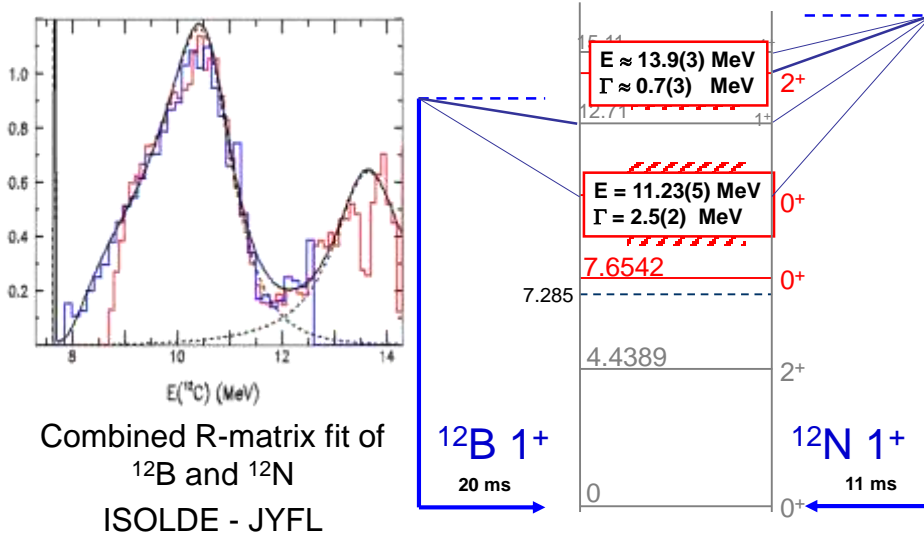 1.0
0.8
0.6
0.4
0.2
8
10
12
14
E(¹²C) (MeV)
Combined R-matrix fit of
¹²B and ¹²N
ISOLDE - JYFL
15.11
1⁺
E ≈ 13.9(3) MeV
Γ ≈ 0.7(3) MeV
2⁺
12.71
1⁺
E = 11.23(5) MeV
Γ = 2.5(2) MeV
0⁺
7.6542
0⁺
7.285
4.4389
2⁺
¹²B 1⁺
20 ms
¹²N 1⁺
11 ms
0
0⁺